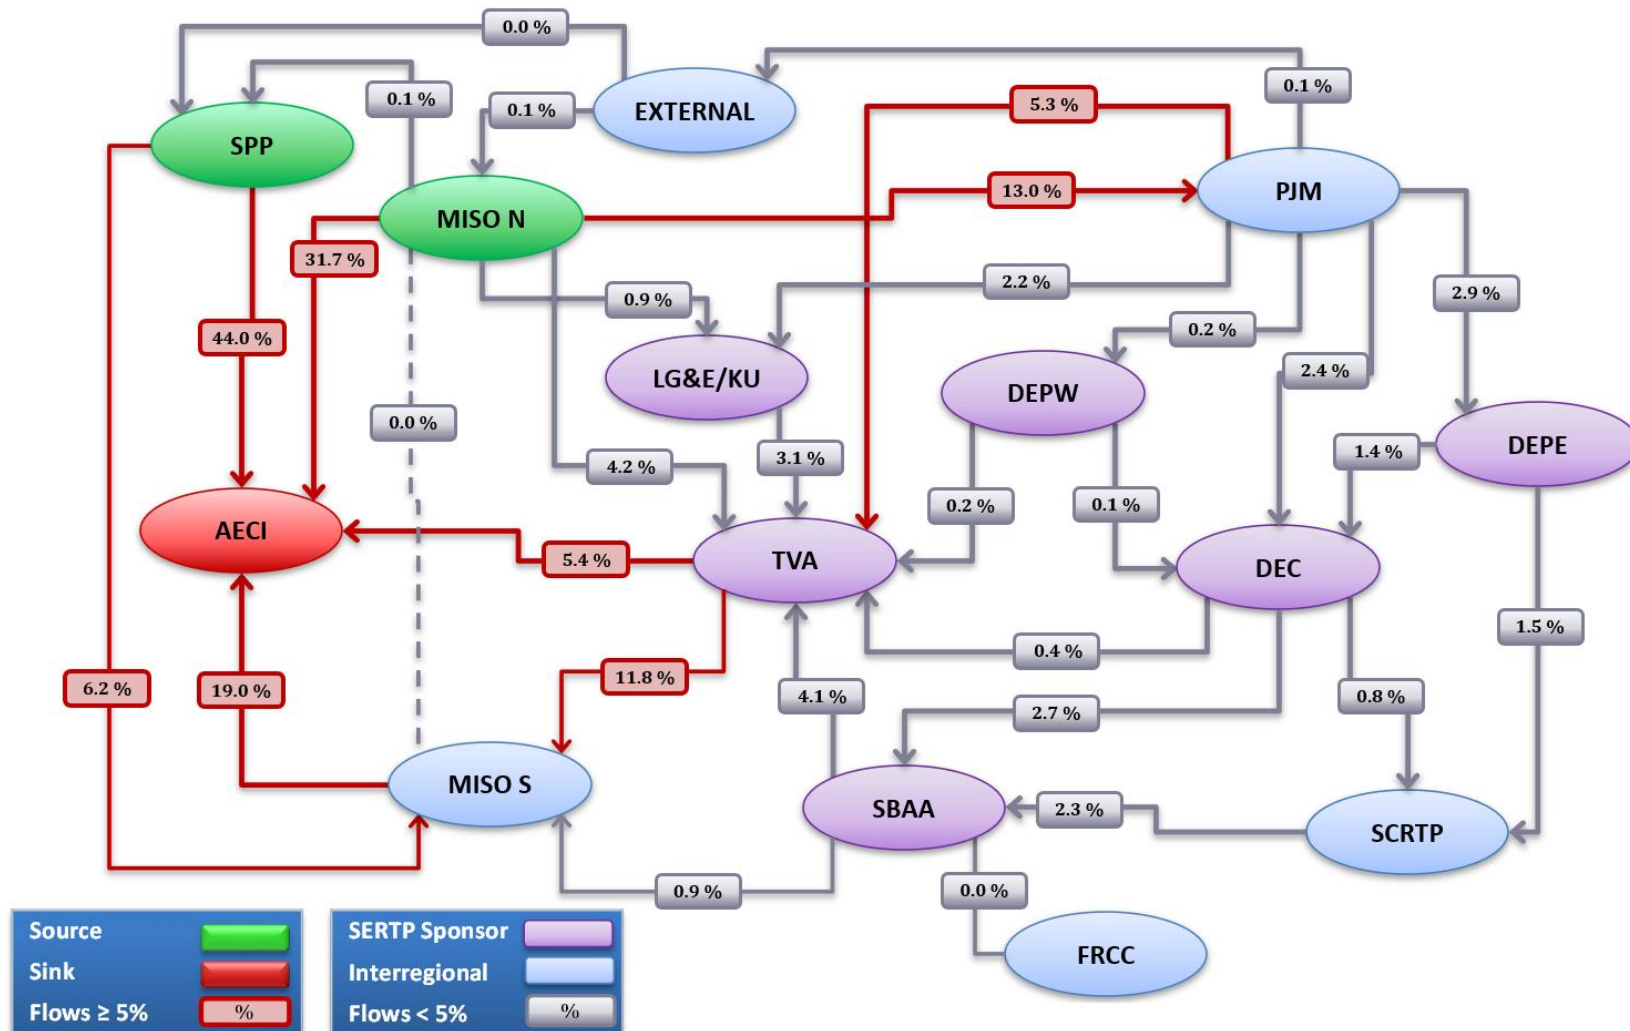 0.0 %
0.1 %
EXTERNAL
0.1 %
5.3 %
0.1 %
SPP
0.1 %
MISO N
13.0 %
PJM
31.7 %
0.9 %
2.2 %
2.9 %
44.0 %
0.2 %
LG&E/KU
DEPW
2.4 %
0.0 %
4.2 %
3.1 %
DEPE
1.4 %
0.2 %
0.1 %
AECI
5.4 %
TVA
DEC
1.5 %
6.2 %
19.0 %
11.8 %
0.4 %
4.1 %
2.7 %
0.8 %
MISO S
SBAA
2.3 %
SCRTP
0.9 %
0.0 %
FRCC
Source
Sink
Flows ≥ 5% %
SERTP Sponsor
Interregional
Flows < 5% %